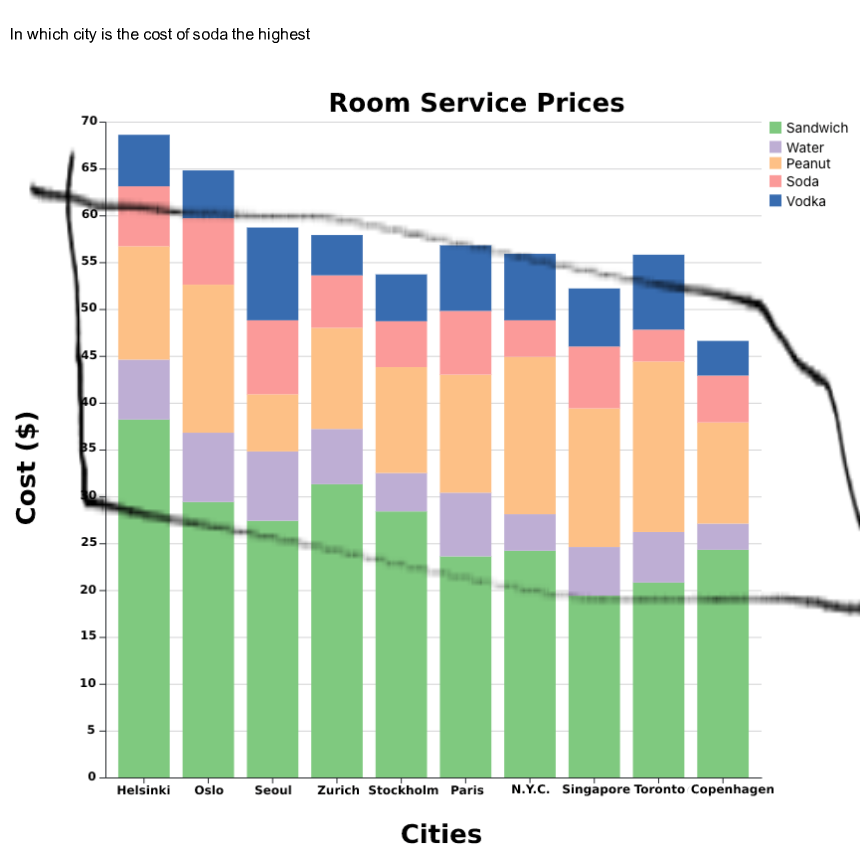 In which city is the cost of soda the highest
Room Service Prices
Sandwich
Water
Peanut
Soda
Vodka
70
65
60
55
50
45
40
35
30
25
20
15
10
5
0
Cost ($)
Helsinki Oslo Seoul Zurich Stockholm Paris N.Y.C. Singapore Toronto Copenhagen
Cities